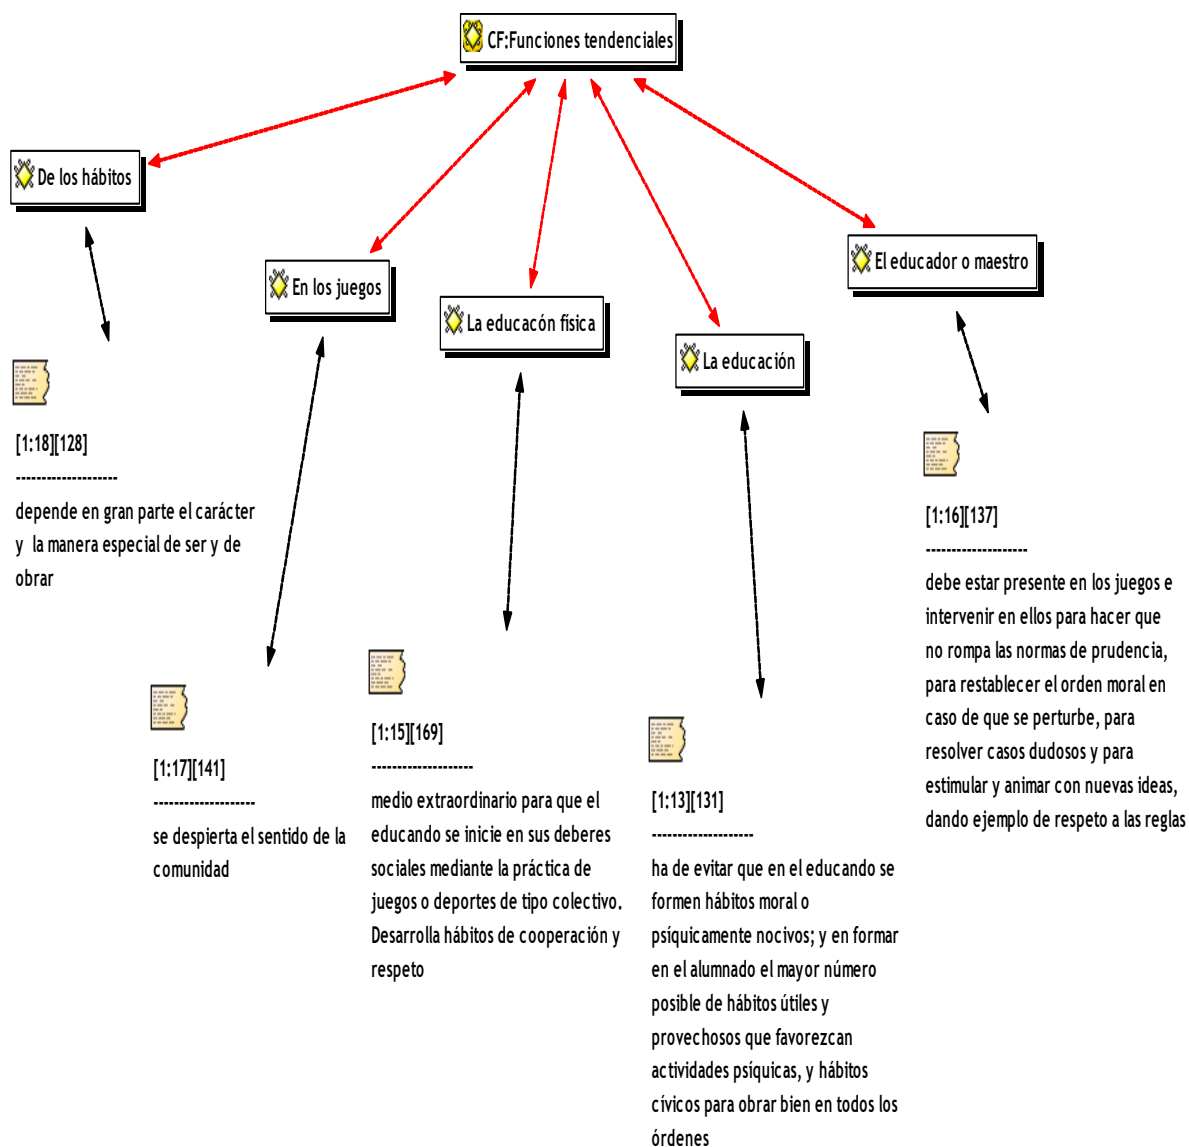 CF:Funciones tendenciales
De los hábitos
En los juegos
La educacón física
La educación
El educador o maestro
[1:18][128]
--------------------
depende en gran parte el carácter
y la manera especial de ser y de
obrar
[1:17][141]
--------------------
se despierta el sentido de la
comunidad
[1:15][169]
--------------------
medio extraordinario para que el
educando se inicie en sus deberes
sociales mediante la práctica de
juegos o deportes de tipo colectivo.
Desarrolla hábitos de cooperación y
respeto
[1:13][131]
--------------------
ha de evitar que en el educando se
formen hábitos moral o
psíquicamente nocivos; y en formar
en el alumnado el mayor número
posible de hábitos útiles y
provechosos que favorezcan
actividades psíquicas, y hábitos
cívicos para obrar bien en todos los
órdenes
[1:16][137]
--------------------
debe estar presente en los juegos e
intervenir en ellos para hacer que
no rompa las normas de prudencia,
para restablecer el orden moral en
caso de que se perturbe, para
resolver casos dudosos y para
estimular y animar con nuevas ideas,
dando ejemplo de respeto a las reglas